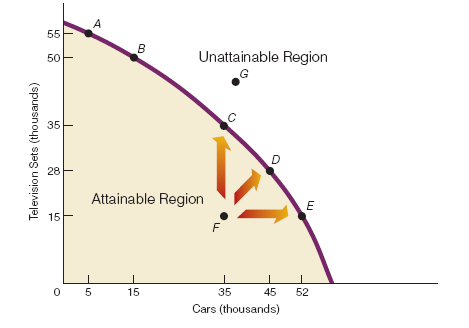 A
55
B
50
Unattainable Region
G
Television Sets (thousands)
35
C
D
28
Attainable Region
E
15
F
0 5 15 35 45 52
Cars (thousands)